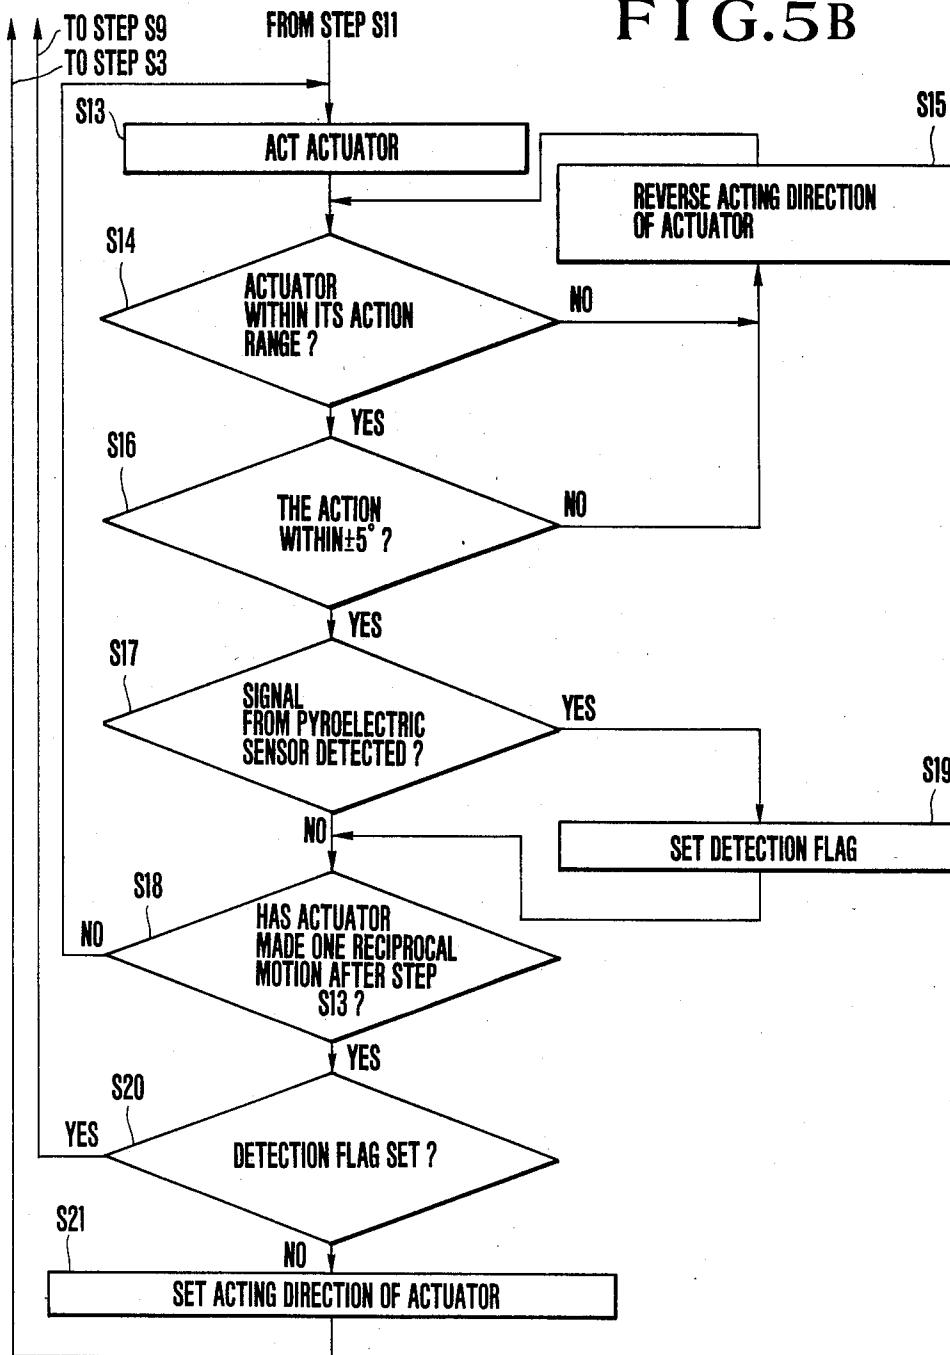 TO STEP S9
FROM STEP S11
FIG.5B
TO STEP S3
S13
ACT ACTUATOR
S15
REVERSE ACTING DIRECTION
OF ACTUATOR
S14
ACTUATOR
WITHIN ITS ACTION
RANGE ?
NO
YES
S16
THE ACTION
WITHIN±5° ?
NO
YES
S17
SIGNAL
FROM PYROELECTRIC
SENSOR DETECTED ?
YES
NO
S19
SET DETECTION FLAG
S18
HAS ACTUATOR
MADE ONE RECIPROCAL
MOTION AFTER STEP
S13 ?
NO
YES
S20
DETECTION FLAG SET ?
YES
NO
S21
SET ACTING DIRECTION OF ACTUATOR